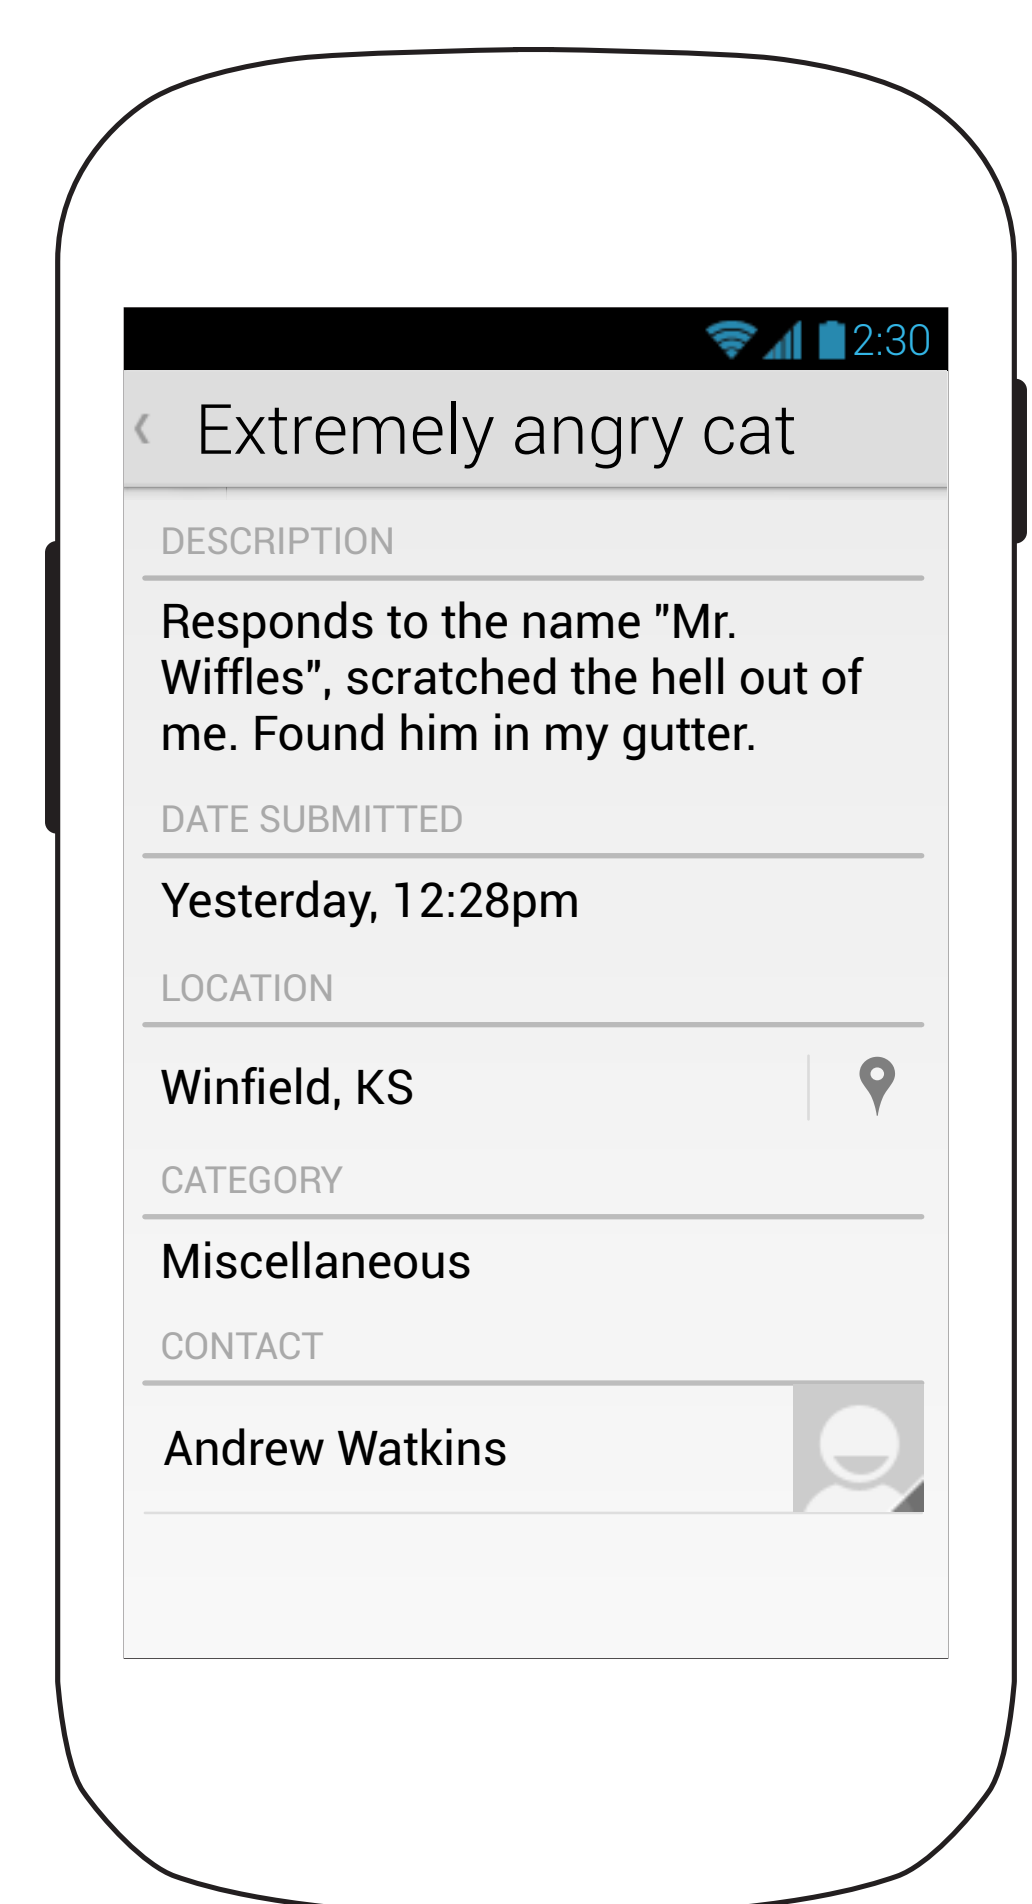 2:30
Extremely angry cat
DESCRIPTION
Responds to the name "Mr.
Wiffles", scratched the hell out of
me. Found him in my gutter.
DATE SUBMITTED
Yesterday, 12:28pm
LOCATION
Winfield, KS
CATEGORY
Miscellaneous
CONTACT
Andrew Watkins